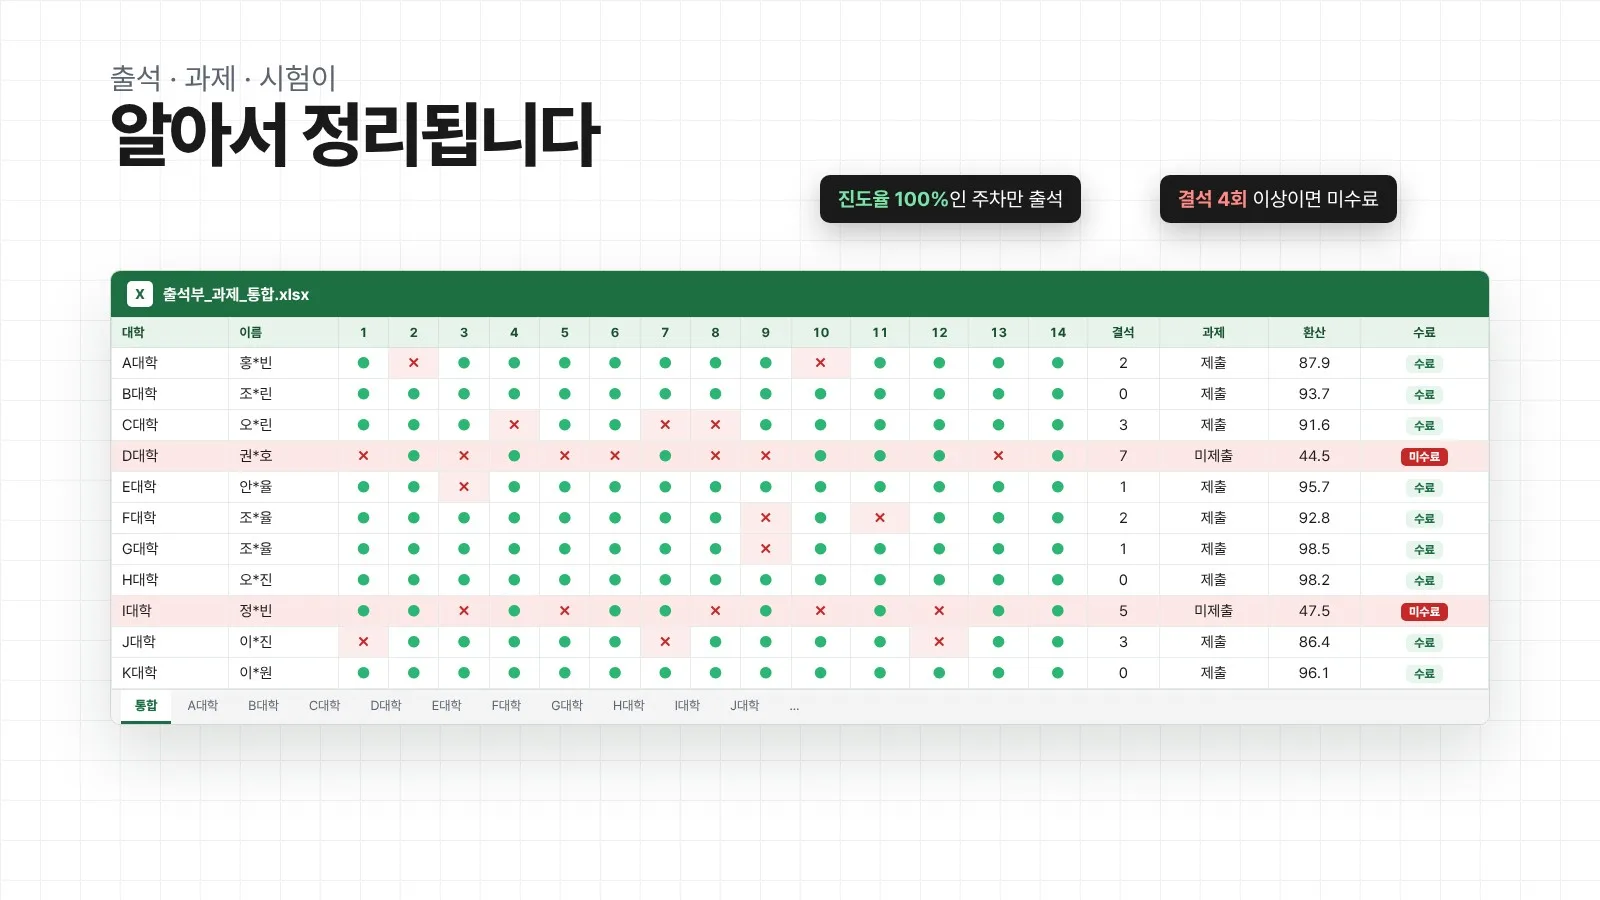 출석 · 과제 · 시험이
알아서 정리됩니다
진도율 100%인 주차만 출석
결석 4회 이상이면 미수료
X 출석부_과제_통합.xlsx
대학 이름 1 2 3 4 5 6 7 8 9 10 11 12 13 14 결석 과제 환산 수료
A대학 홍*빈 ● × ● ● ● ● ● ● ● × ● ● ● ● 2 제출 87.9 수료
B대학 조*린 ● ● ● ● ● ● ● ● ● ● ● ● ● ● 0 제출 93.7 수료
C대학 오*린 ● ● ● × ● ● × × ● ● ● ● ● ● 3 제출 91.6 수료
D대학 권*호 × ● × ● × × ● × × ● ● ● × ● 7 미제출 44.5 미수료
E대학 안*율 ● ● × ● ● ● ● ● ● ● ● ● ● ● 1 제출 95.7 수료
F대학 조*율 ● ● ● ● ● ● ● ● × ● × ● ● ● 2 제출 92.8 수료
G대학 조*율 ● ● ● ● ● ● ● ● × ● ● ● ● ● 1 제출 98.5 수료
H대학 오*진 ● ● ● ● ● ● ● ● ● ● ● ● ● ● 0 제출 98.2 수료
I대학 정*빈 ● ● × ● × ● ● × ● × ● × ● ● 5 미제출 47.5 미수료
J대학 이*진 × ● ● ● ● ● × ● ● ● ● × ● ● 3 제출 86.4 수료
K대학 이*원 ● ● ● ● ● ● ● ● ● ● ● ● ● ● 0 제출 96.1 수료
통합 A대학 B대학 C대학 D대학 E대학 F대학 G대학 H대학 I대학 J대학 ...